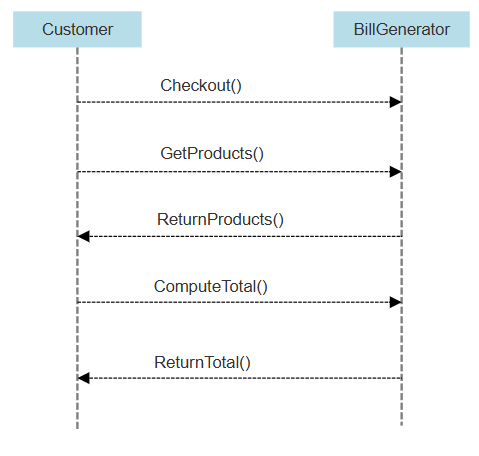 Customer
BillGenerator
Checkout()
GetProducts()
ReturnProducts()
ComputeTotal()
ReturnTotal()